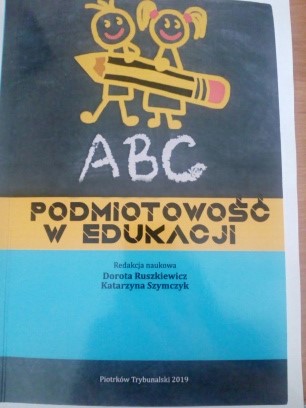 ABC
PODMIOTOWOŚĆ
W EDUKACJI
Redakcja naukowa
Dorota Ruszkiewicz
Katarzyna Szymczyk
Piotrków Trybunalski 2019